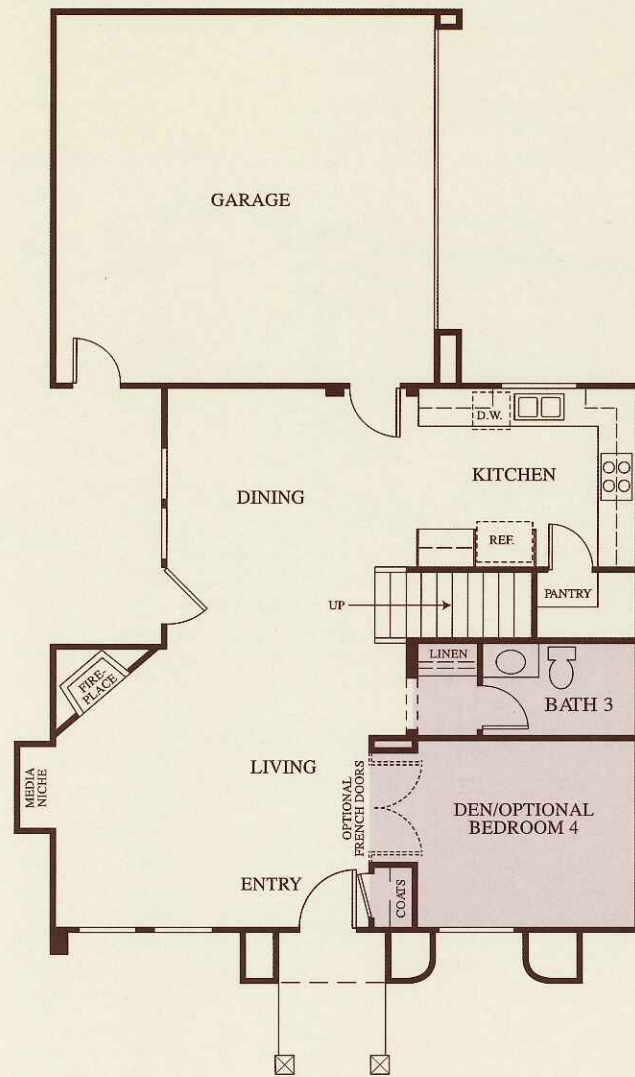 GARAGE
D.W.
KITCHEN
DINING
REF.
PANTRY
UP
LINEN
FIRE-
PLACE
BATH 3
MEDIA
NICHE
LIVING
OPTIONAL
FRENCH DOORS
DEN/OPTIONAL
BEDROOM 4
ENTRY
COATS